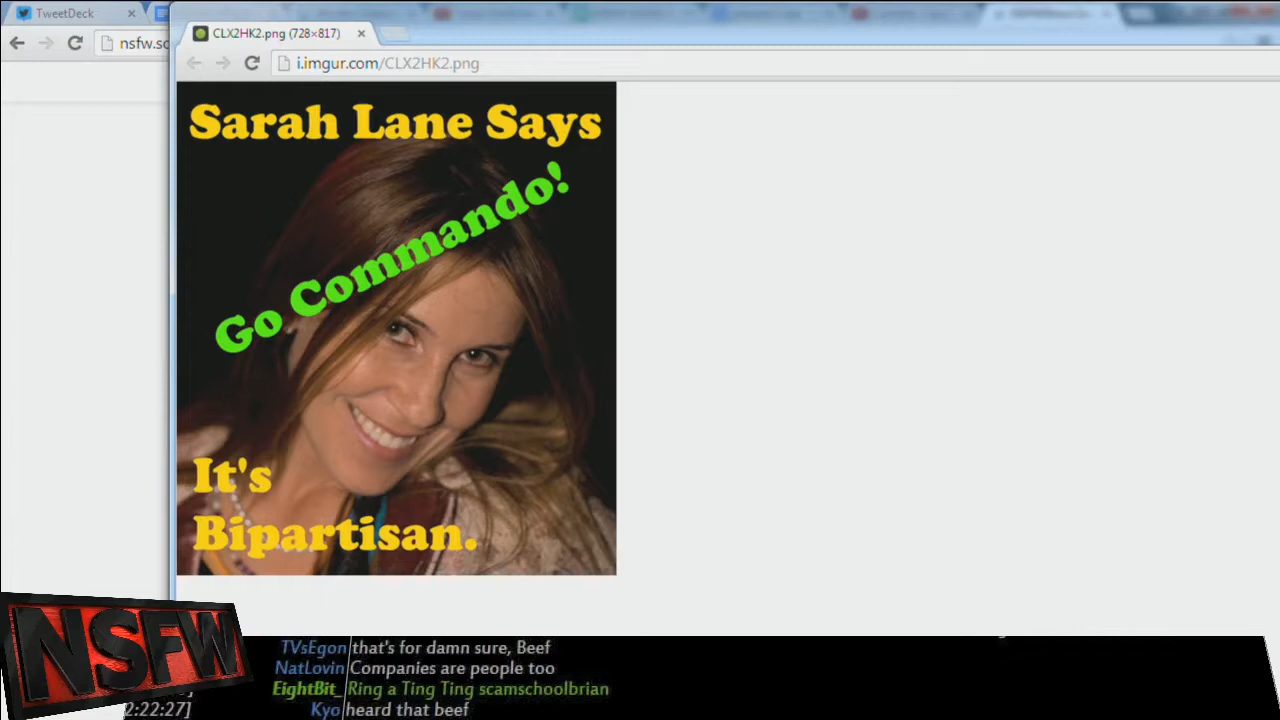 TweetDeck
nsfw.sc
CLX2HK2.png (728×817)
i.imgur.com/CLX2HK2.png
Sarah Lane Says
Go Commando!
It's
Bipartisan.
NSFW
TVsEgon that's for damn sure, Beef
NatLovin Companies are people too
EightBit_ Ring a Ting Ting scamschoolbrian
2:22:27] Kyo heard that beef